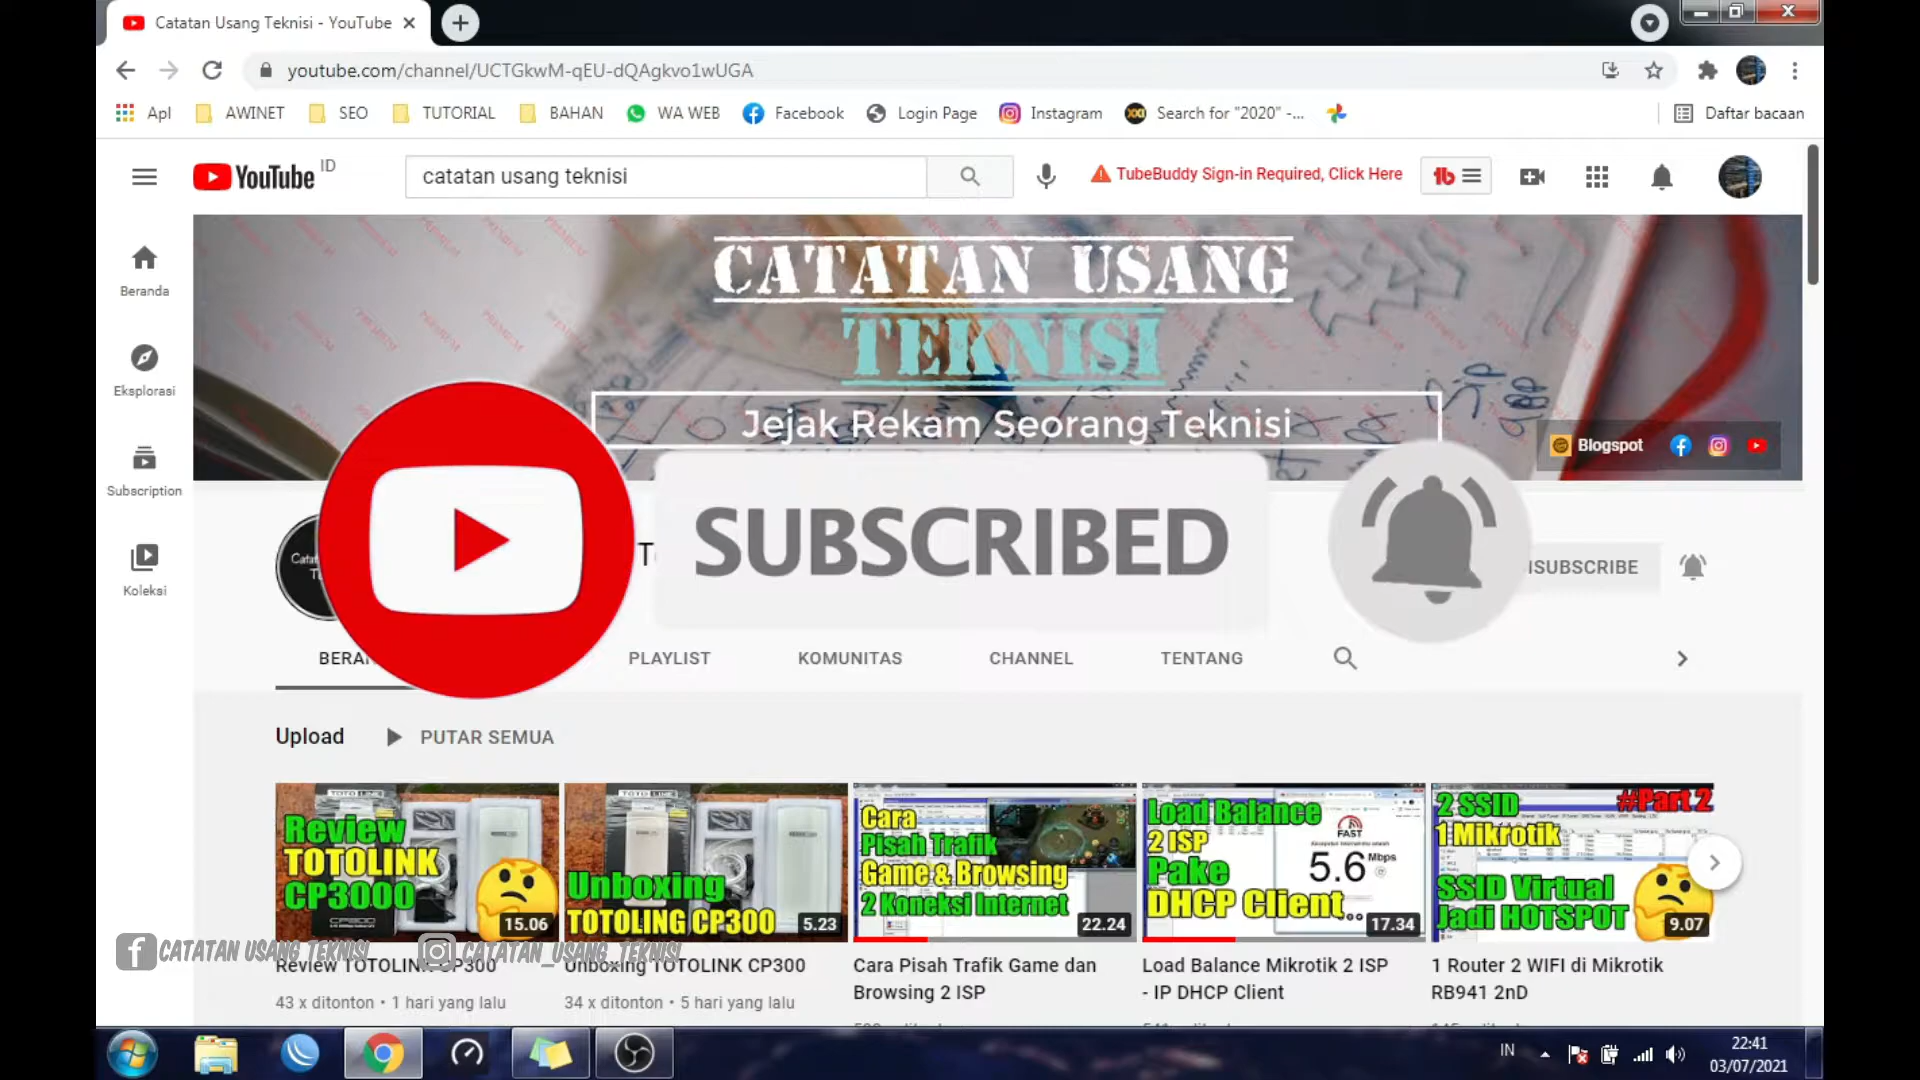 Catatan Usang Teknisi - YouTube
youtube.com/channel/UCTGkwM-qEU-dQAgkvo1wUGA
Apl AWINET SEO TUTORIAL BAHAN WA WEB Facebook Login Page Instagram Search for "2020" -... Daftar bacaan
YouTube ID
catatan usang teknisi
TubeBuddy Sign-in Required, Click Here
Beranda
Eksplorasi
Subscription
Koleksi
CATATAN USANG
TEKNISI
Jejak Rekam Seorang Teknisi
Blogspot
SUBSCRIBED
ISUBSCRIBE
PLAYLIST KOMUNITAS CHANNEL TENTANG
Upload PUTAR SEMUA
Review
TOTOLINK
CP3000
15.06
Unboxing
TOTOLING CP300
5.23
Cara
Pisah Trafik
Game & Browsing
2 Koneksi Internet
22.24
Load Balance
2 ISP
Pake
DHCP Client
FAST
5.6 Mbps
17.34
2 SSID #Part 2
1 Mikrotik
SSID Virtual
Jadi HOTSPOT
9.07
CATATAN USANG TEKNISI CATATAN_USANG_TEKNISI
Review TOTOLINK CP300
43 x ditonton • 1 hari yang lalu
Unboxing TOTOLINK CP300
34 x ditonton • 5 hari yang lalu
Cara Pisah Trafik Game dan
Browsing 2 ISP
Load Balance Mikrotik 2 ISP
- IP DHCP Client
1 Router 2 WIFI di Mikrotik
RB941 2nD
IN
22:41
03/07/2021